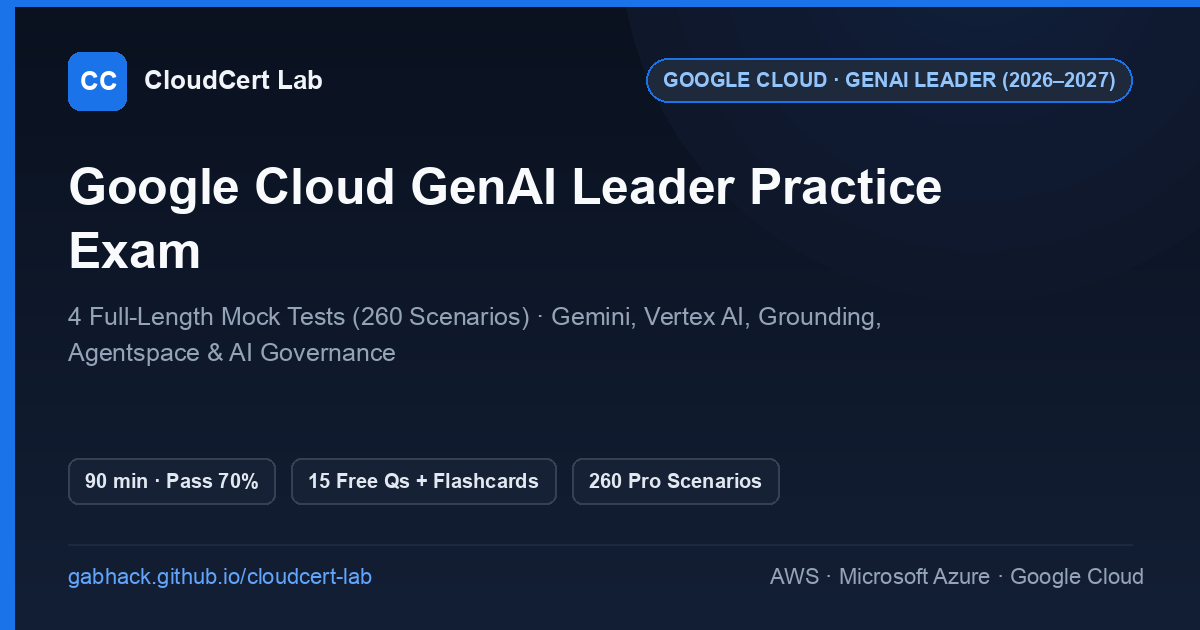 CC
CloudCert Lab
GOOGLE CLOUD · GENAI LEADER (2026–2027)
Google Cloud GenAI Leader Practice
Exam
4 Full-Length Mock Tests (260 Scenarios) · Gemini, Vertex AI, Grounding,
Agentspace & AI Governance
90 min · Pass 70%
15 Free Qs + Flashcards
260 Pro Scenarios
gabhack.github.io/cloudcert-lab
AWS · Microsoft Azure · Google Cloud